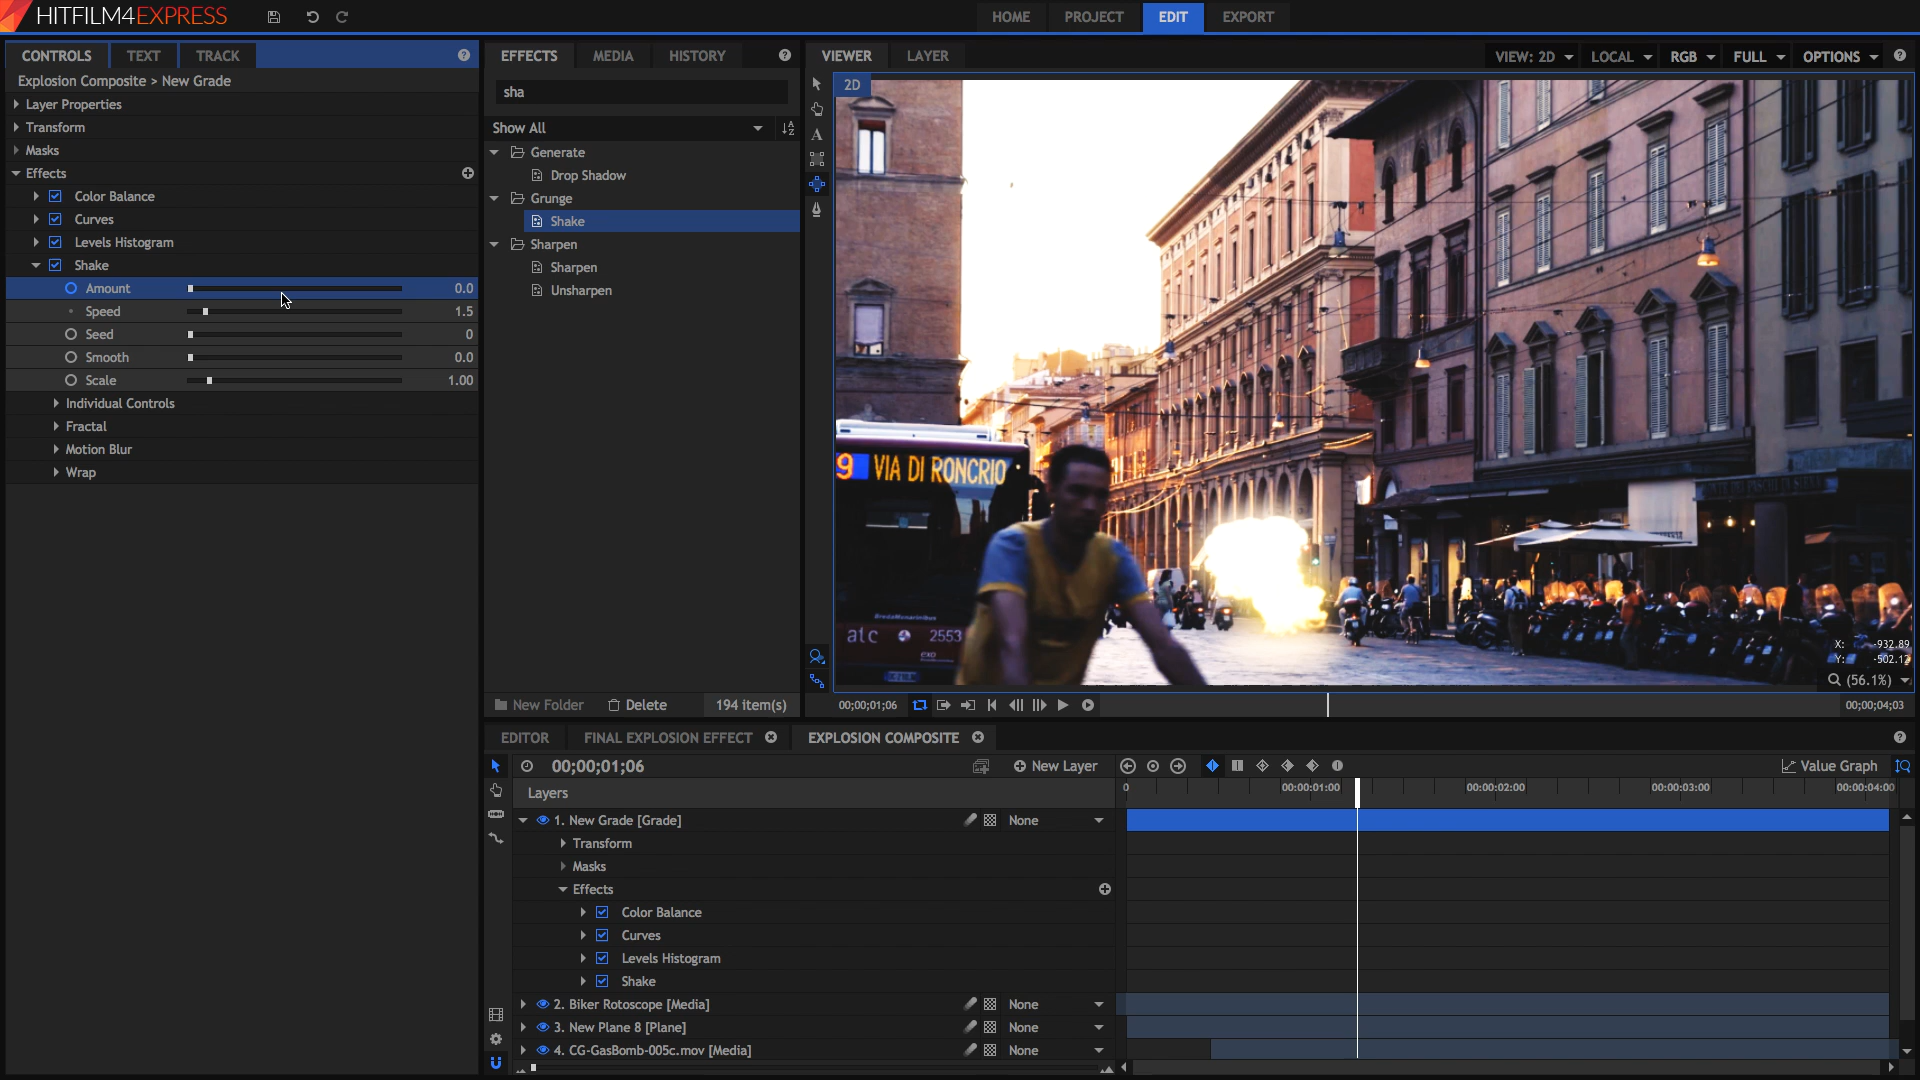 HITFILM4EXPRESS
HOME PROJECT EDIT EXPORT
CONTROLS TEXT TRACK
Explosion Composite > New Grade
Layer Properties
Transform
Masks
Effects
Color Balance
Curves
Levels Histogram
Shake
Amount 0.0
Speed 1.5
Seed 0
Smooth 0.0
Scale 1.00
Individual Controls
Fractal
Motion Blur
Wrap
EFFECTS MEDIA HISTORY
sha
Show All
Generate
Drop Shadow
Grunge
Shake
Sharpen
Sharpen
Unsharpen
New Folder Delete 194 item(s)
VIEWER LAYER
VIEW: 2D LOCAL RGB FULL OPTIONS
2D
9 VIA DI RONCRIO
atc 2553
X: -932.89
Y: -502.12
(56.1%)
00;00;01;06 00;00;04;03
EDITOR FINAL EXPLOSION EFFECT EXPLOSION COMPOSITE
00;00;01;06 New Layer Value Graph
Layers
0 00:00:01:00 00:00:02:00 00:00:03:00 00:00:04:00
1. New Grade [Grade] None
Transform
Masks
Effects
Color Balance
Curves
Levels Histogram
Shake
2. Biker Rotoscope [Media] None
3. New Plane 8 [Plane] None
4. CG-GasBomb-005c.mov [Media] None